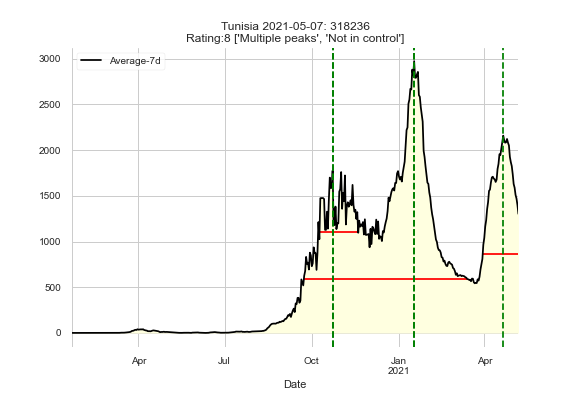 Tunisia 2021-05-07: 318236
Rating:8 ['Multiple peaks', 'Not in control']
Average-7d
3000
2500
2000
1500
1000
500
0
Apr
Jul
Oct
Jan
2021
Apr
Date